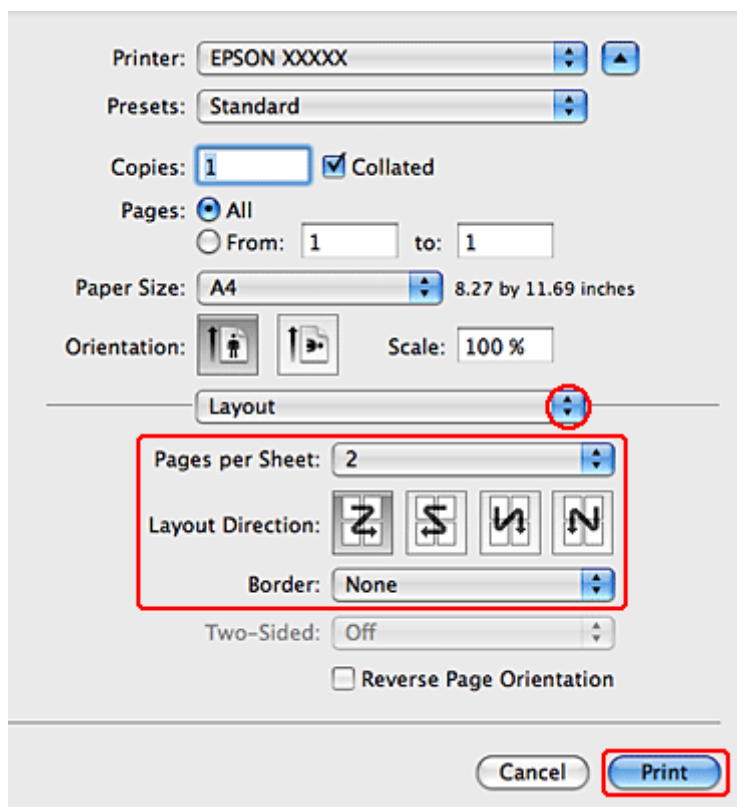 Printer: EPSON XXXXX
Presets: Standard
Copies: 1 Collated
Pages: All
From: 1 to: 1
Paper Size: A4 8.27 by 11.69 inches
Orientation: Scale: 100 %
Layout
Pages per Sheet: 2
Layout Direction:
Border: None
Two-Sided: Off
Reverse Page Orientation
Cancel Print